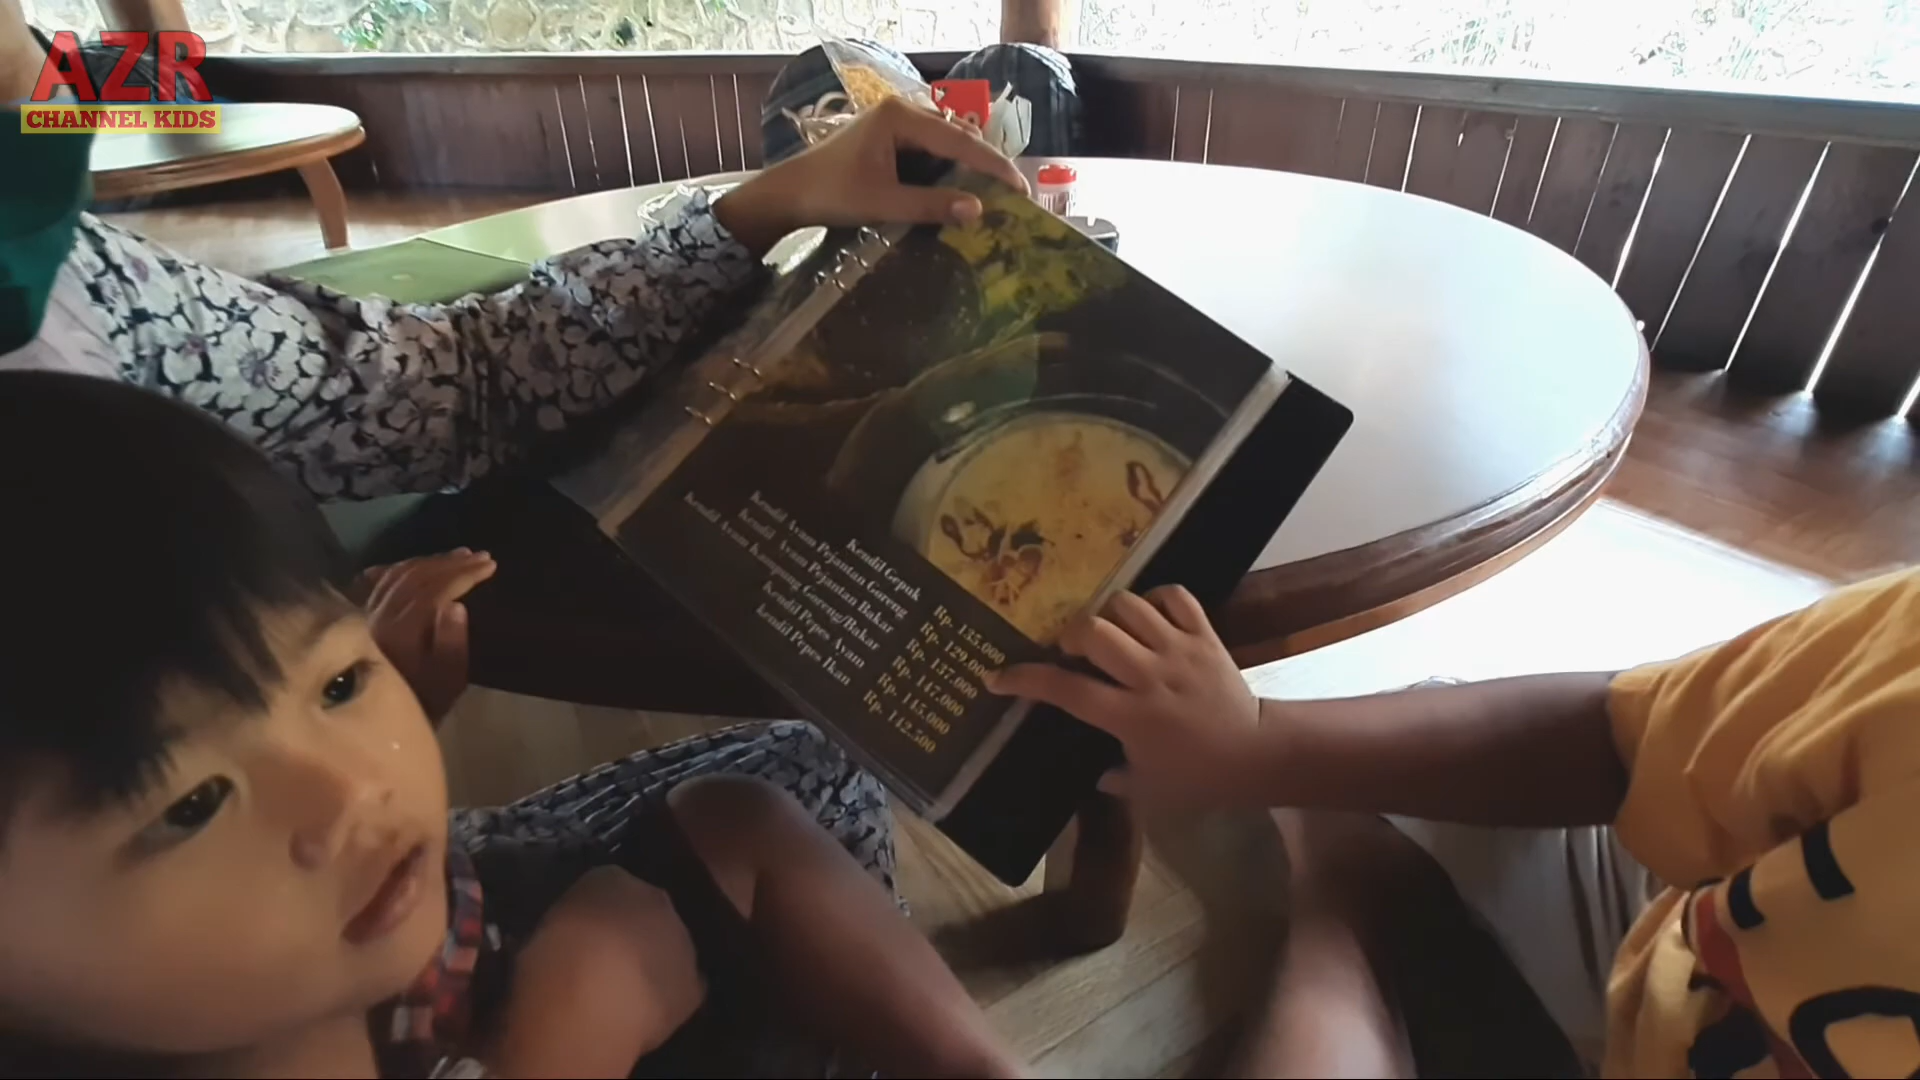 AZR
CHANNEL KIDS
Kendil Gepuk Rp. 135.000
Kendil Ayam Pejantan Goreng Rp. 129.000
Kendil Ayam Pejantan Bakar Rp. 137.000
Kendil Ayam Kampung Goreng/Bakar Rp. 147.000
Kendil Pepes Ayam Rp. 145.000
Kendil Pepes Ikan Rp. 142.500